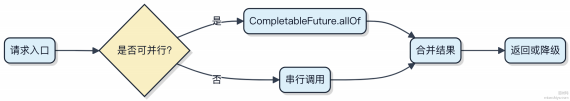 请求入口
是否可并行?
是
CompletableFuture.allOf
否
串行调用
合并结果
返回或降级